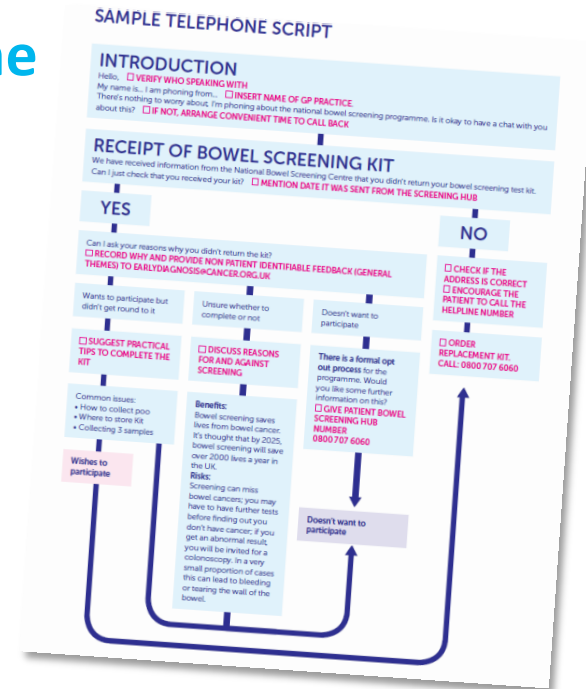 ne
SAMPLE TELEPHONE SCRIPT
INTRODUCTION
Hello, ☐ VERIFY WHO SPEAKING WITH
My name is... I am phoning from... ☐ INSERT NAME OF GP PRACTICE.
There's nothing to worry about, I'm phoning about the national bowel screening programme. Is it okay to have a chat with you
about this? ☐ IF NOT, ARRANGE CONVENIENT TIME TO CALL BACK
RECEIPT OF BOWEL SCREENING KIT
We have received information from the National Bowel Screening Centre that you didn't return your bowel screening test kit.
Can I just check that you received your kit? ☐ MENTION DATE IT WAS SENT FROM THE SCREENING HUB
YES
Can I ask your reasons why you didn't return the kit?
☐ RECORD WHY AND PROVIDE NON PATIENT IDENTIFIABLE FEEDBACK (GENERAL
THEMES) TO EARLYDIAGNOSIS@CANCER.ORG.UK
Wants to participate but
didn't get round to it
☐ SUGGEST PRACTICAL
TIPS TO COMPLETE THE
KIT
Common issues:
• How to collect poo
• Where to store Kit
• Collecting 3 samples
Wishes to
participate
Unsure whether to
complete or not
☐ DISCUSS REASONS
FOR AND AGAINST
SCREENING
Benefits:
Bowel screening saves
lives from bowel cancer.
It's thought that by 2025,
bowel screening will save
over 2000 lives a year in
the UK.
Risks:
Screening can miss
bowel cancers; you may
have to have further tests
before finding out you
don't have cancer; if you
get an abnormal result,
you will be invited for a
colonoscopy. In a very
small proportion of cases
this can lead to bleeding
or tearing the wall of the
bowel.
Doesn't want to
participate
There is a formal opt
out process for the
programme. Would
you like some further
information on this?
☐ GIVE PATIENT BOWEL
SCREENING HUB
NUMBER
0800 707 6060
Doesn't want to
participate
NO
☐ CHECK IF THE
ADDRESS IS CORRECT
☐ ENCOURAGE THE
PATIENT TO CALL THE
HELPLINE NUMBER
☐ ORDER
REPLACEMENT KIT.
CALL: 0800 707 6060